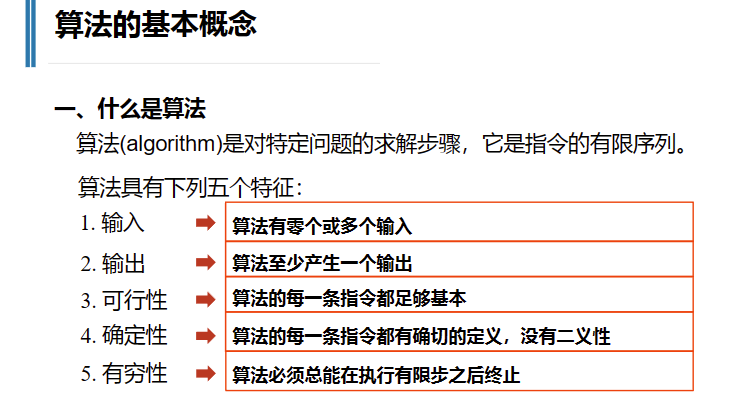 算法的基本概念
一、什么是算法
算法(algorithm)是对特定问题的求解步骤，它是指令的有限序列。
算法具有下列五个特征：
1. 输入 算法有零个或多个输入
2. 输出 算法至少产生一个输出
3. 可行性 算法的每一条指令都足够基本
4. 确定性 算法的每一条指令都有确切的定义，没有二义性
5. 有穷性 算法必须总能在执行有限步之后终止